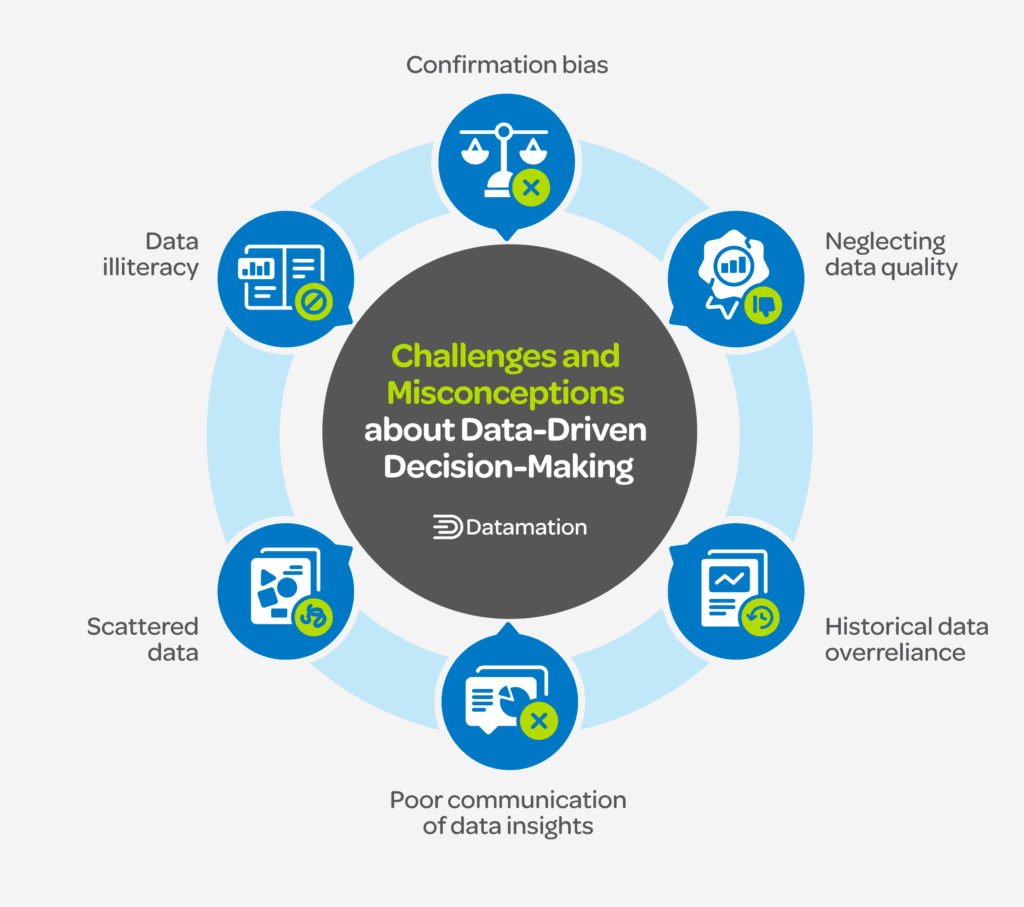 Confirmation bias
Neglecting
data quality
Historical data
overreliance
Poor communication
of data insights
Scattered
data
Data
illiteracy
Challenges and
Misconceptions
about Data-Driven
Decision-Making
Datamation